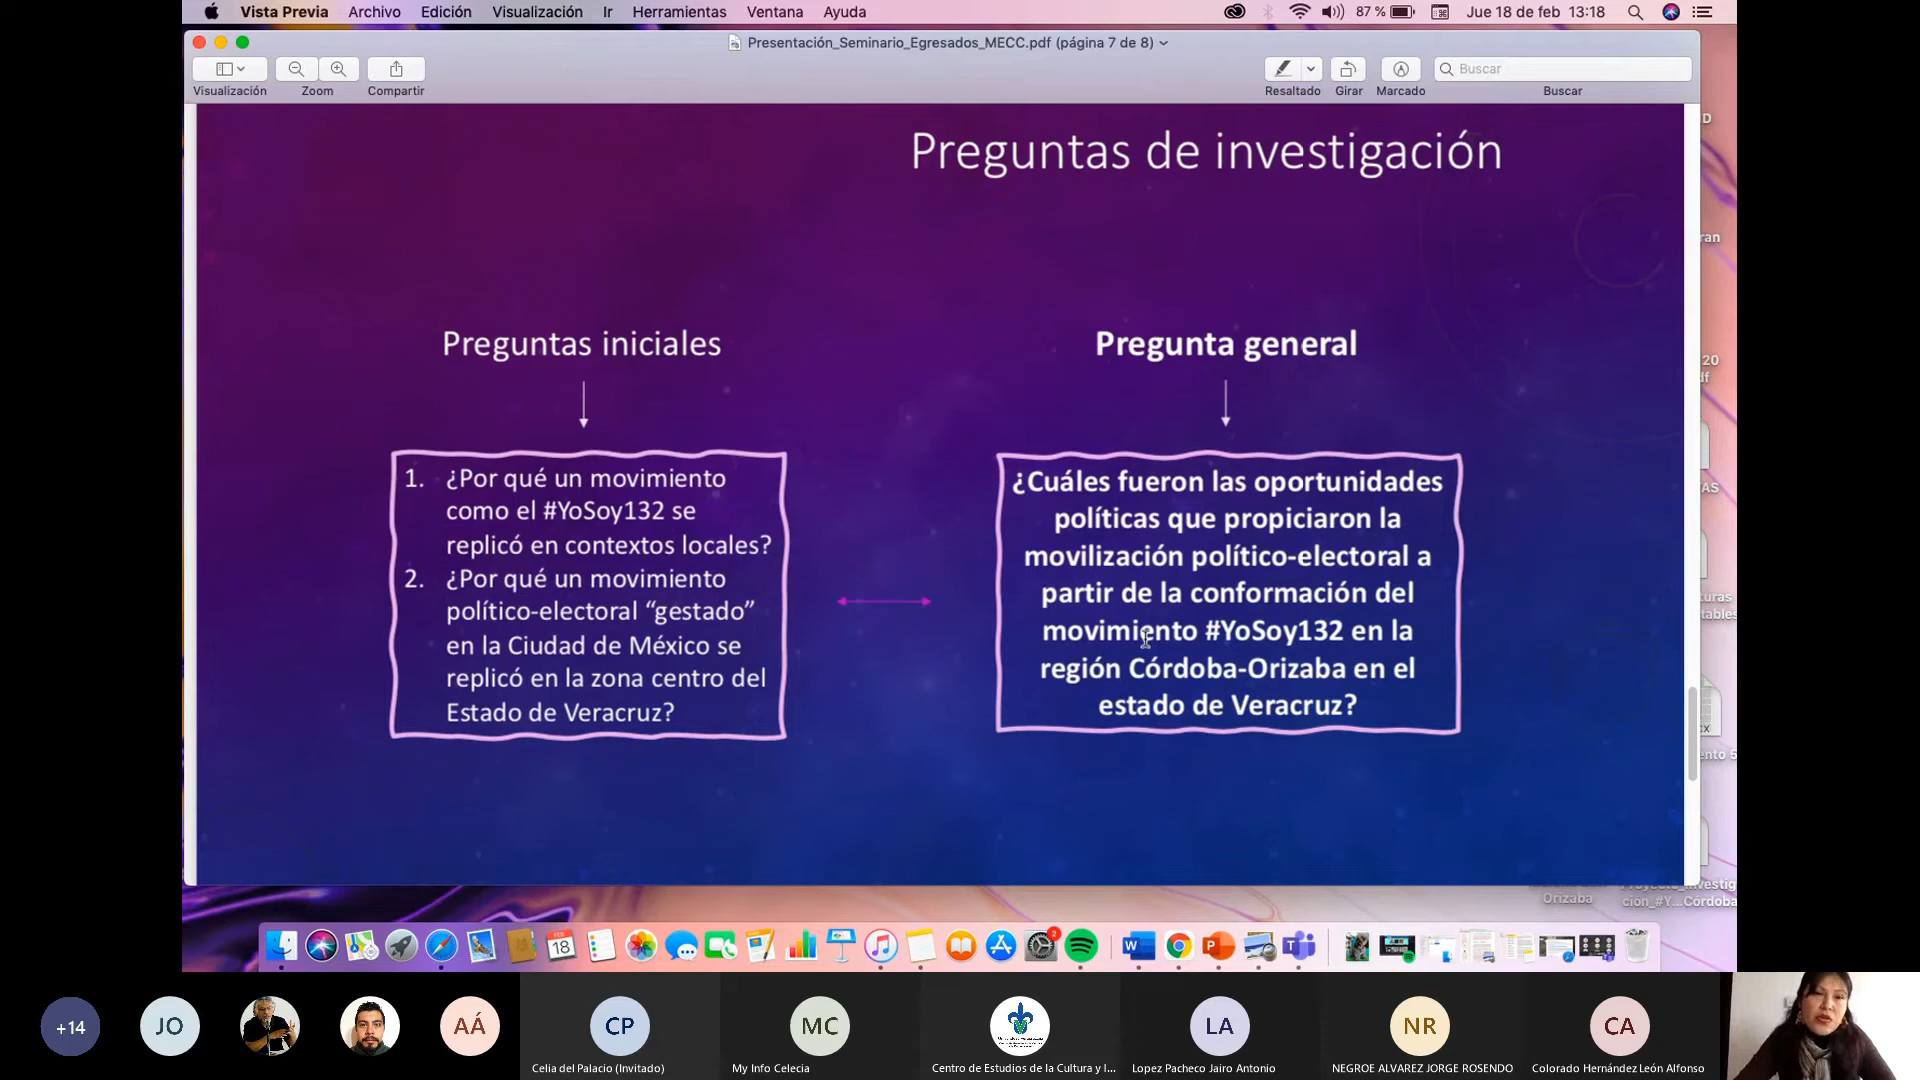 Vista Previa Archivo Edición Visualización Ir Herramientas Ventana Ayuda 87 % Jue 18 de feb 13:18
Presentación_Seminario_Egresados_MECC.pdf (página 7 de 8)
Buscar
Visualización Zoom Compartir Resaltado Girar Marcado Buscar
Preguntas de investigación
Preguntas iniciales
1. ¿Por qué un movimiento
como el #YoSoy132 se
replicó en contextos locales?
2. ¿Por qué un movimiento
político-electoral “gestado”
en la Ciudad de México se
replicó en la zona centro del
Estado de Veracruz?
Pregunta general
¿Cuáles fueron las oportunidades
políticas que propiciaron la
movilización político-electoral a
partir de la conformación del
movimiento #YoSoy132 en la
región Córdoba-Orizaba en el
estado de Veracruz?
Orizaba
FEB
18
2
+14
JO
AÁ
CP
Celia del Palacio (Invitado)
MC
My Info Celecia
Centro de Estudios de la Cultura y l...
LA
Lopez Pacheco Jairo Antonio
NR
NEGROE ALVAREZ JORGE ROSENDO
CA
Colorado Hernández León Alfonso